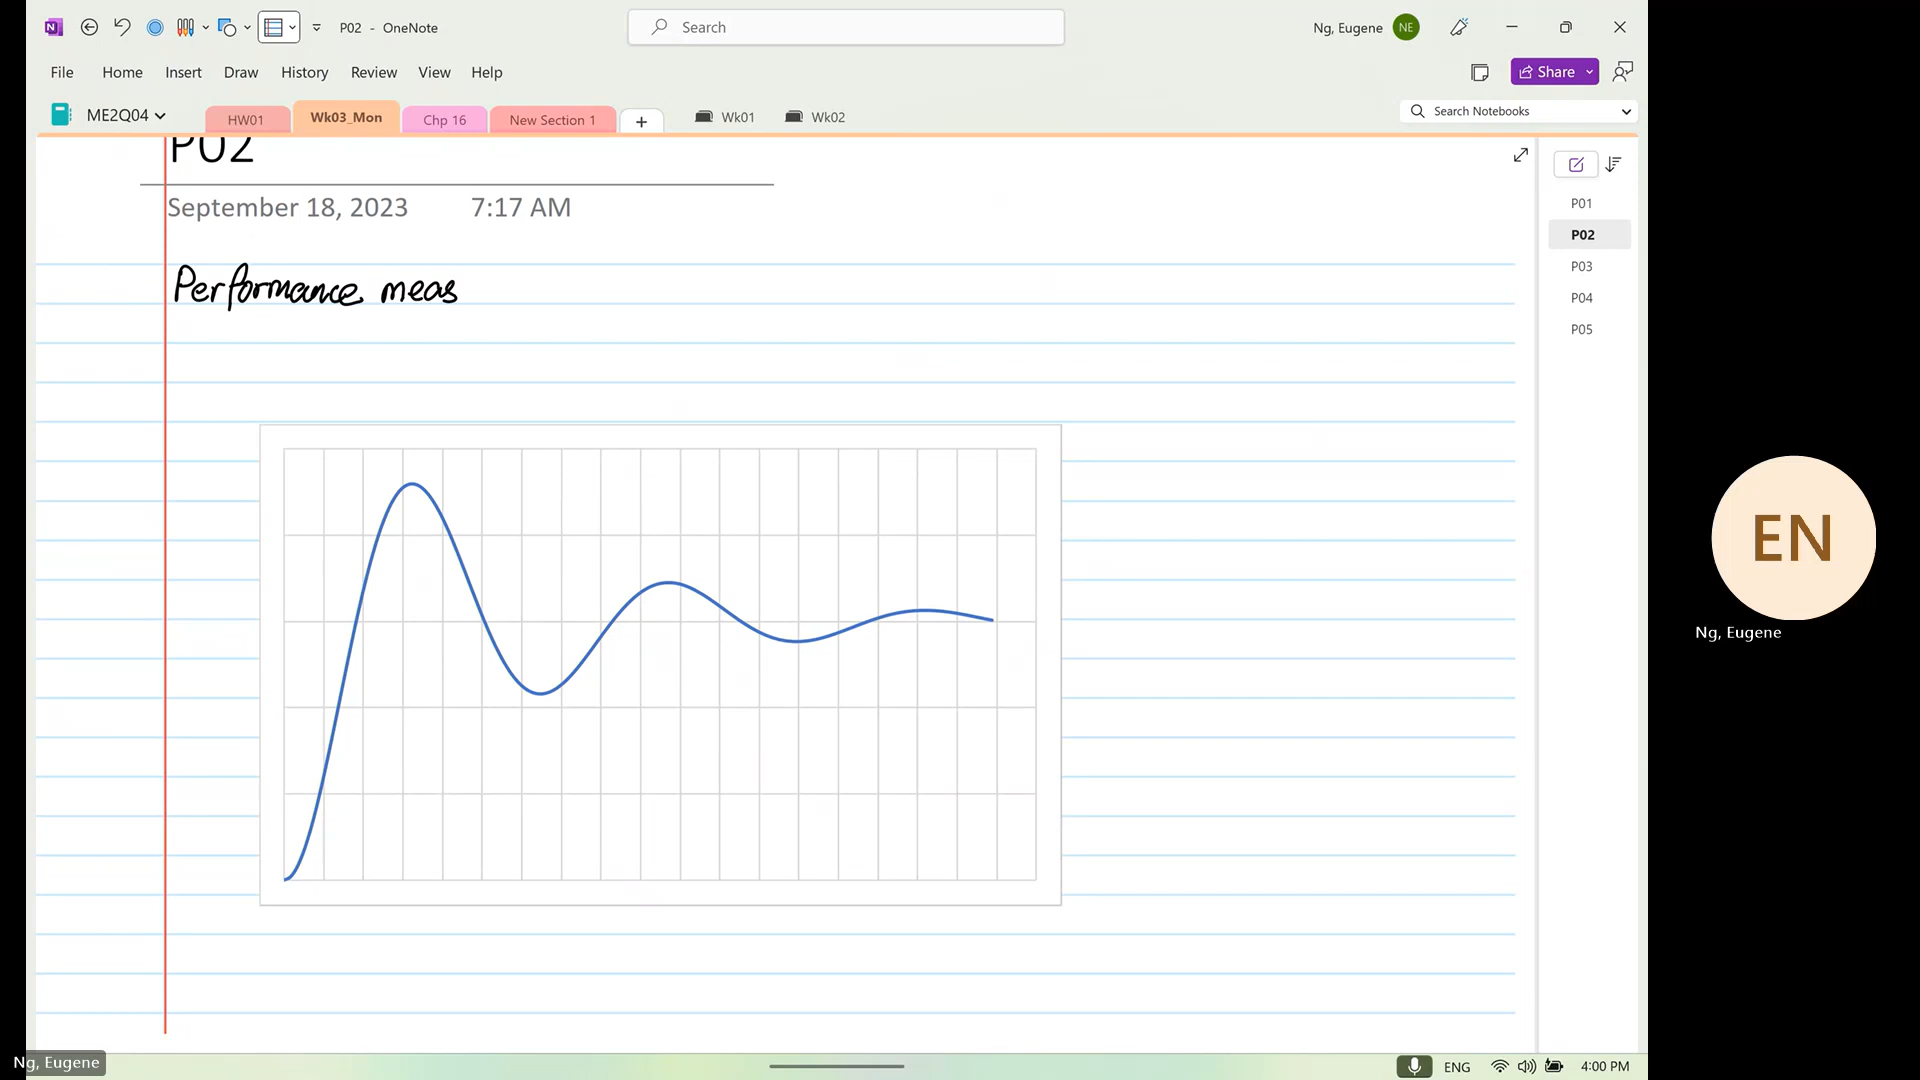 P02 - OneNote
Search
Ng, Eugene
NE
File
Home
Insert
Draw
History
Review
View
Help
Share
ME2Q04
HW01
Wk03_Mon
Chp 16
New Section 1
+
Wk01
Wk02
Search Notebooks
P02
September 18, 2023 7:17 AM
Performance meas
P01
P02
P03
P04
P05
EN
Ng, Eugene
Ng, Eugene
ENG
4:00 PM